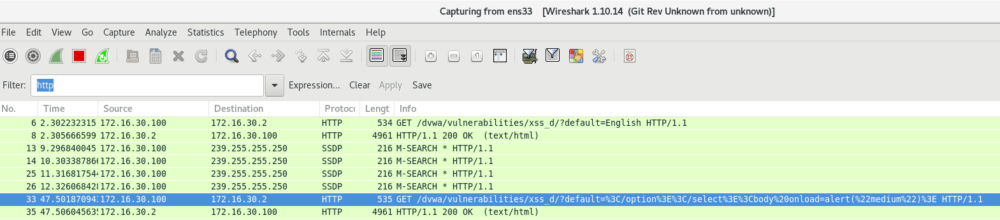 Capturing from ens33 [Wireshark 1.10.14 (Git Rev Unknown from unknown)]
File Edit View Go Capture Analyze Statistics Telephony Tools Internals Help
Filter: http Expression... Clear Apply Save
No. Time Source Destination Protoc Lengt Info
6 2.302232315 172.16.30.100 172.16.30.2 HTTP 534 GET /dvwa/vulnerabilities/xss_d/?default=English HTTP/1.1
8 2.305666599 172.16.30.2 172.16.30.100 HTTP 4961 HTTP/1.1 200 OK (text/html)
13 9.296840045 172.16.30.100 239.255.255.250 SSDP 216 M-SEARCH * HTTP/1.1
14 10.30338786 172.16.30.100 239.255.255.250 SSDP 216 M-SEARCH * HTTP/1.1
25 11.31681754 172.16.30.100 239.255.255.250 SSDP 216 M-SEARCH * HTTP/1.1
26 12.32606842 172.16.30.100 239.255.255.250 SSDP 216 M-SEARCH * HTTP/1.1
33 47.50187094 172.16.30.100 172.16.30.2 HTTP 535 GET /dvwa/vulnerabilities/xss_d/?default=%3C/option%3E%3C/select%3E%3Cbody%20onload=alert(%22medium%22)%3E HTTP/1.1
35 47.50604563 172.16.30.2 172.16.30.100 HTTP 4961 HTTP/1.1 200 OK (text/html)